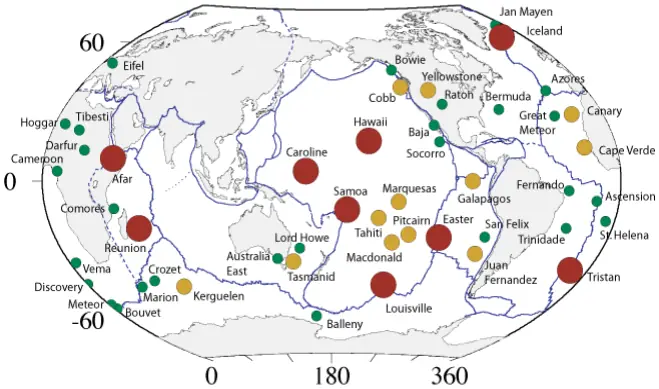 Jan Mayen
Iceland
60
Eifel
Bowie
Yellowstone
Azores
Cobb
Ratoh
Bermuda
Hoggar
Tibesti
Great
Meteor
Canary
Hawaii
Baja
Darfur
Socorro
Cape Verde
Caroline
Cameroon
0
Afar
Samoa
Marquesas
Galapagos
Fernando
Ascension
Comores
Pitcairn
Easter
San Felix
Tahiti
Trinidade
St.Helena
Reunion
Lord Howe
Macdonald
Australia
East
Tasmanid
Juan
Fernandez
Tristan
Verna
Crozet
Discovery
Marion
Kerguelen
Meteor
Bouvet
Louisville
-60
Balleny
0
180
360